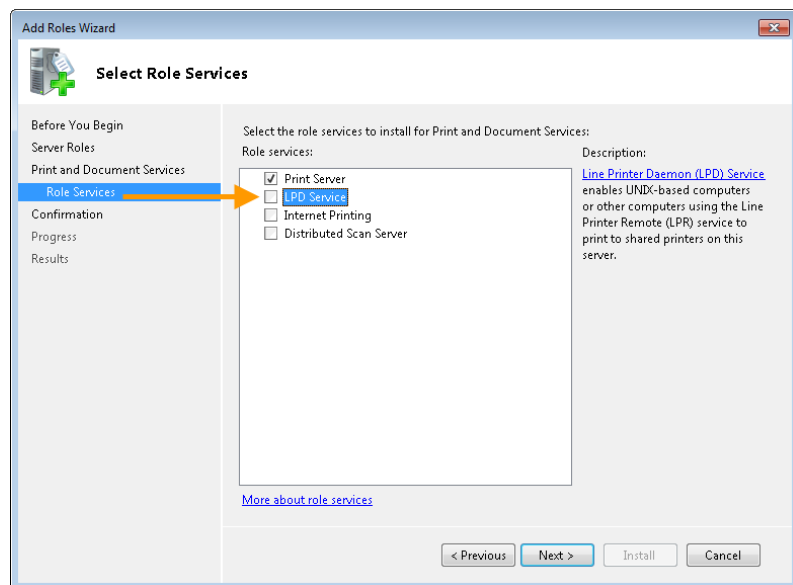 Add Roles Wizard
Select Role Services
Before You Begin
Server Roles
Print and Document Services
Role Services
Confirmation
Progress
Results
Select the role services to install for Print and Document Services:
Role services:
Print Server
LPD Service
Internet Printing
Distributed Scan Server
More about role services
Description:
Line Printer Daemon (LPD) Service
enables UNIX-based computers
or other computers using the Line
Printer Remote (LPR) service to
print to shared printers on this
server.
< Previous
Next >
Install
Cancel